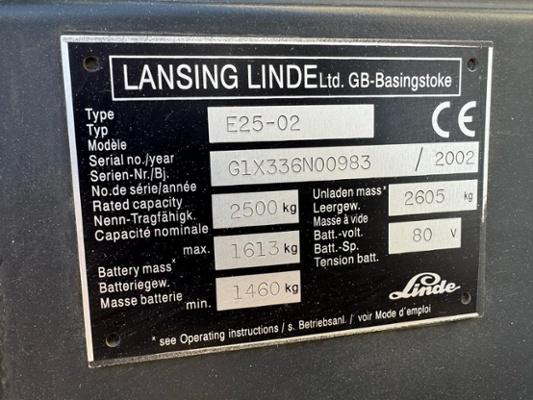 LANSING LINDE Ltd. GB-Basingstoke
Type
Typ
Modèle
E25-02
CE
Serial no./year
Serien-Nr./Bj.
No.de série/année
G1X336N00983 / 2002
Rated capacity
Nenn-Tragfähigk.
Capacité nominale
2500 kg
Unladen mass*
Leergew.
Masse à vide
2605 kg
Battery mass*
Batteriegew.
Masse batterie
max. 1613 kg
min. 1460 kg
Batt.-volt.
Batt.-Sp.
Tension batt.
80 V
Linde
* see Operating instructions / s. Betriebsanl. / voir Mode d'emploi